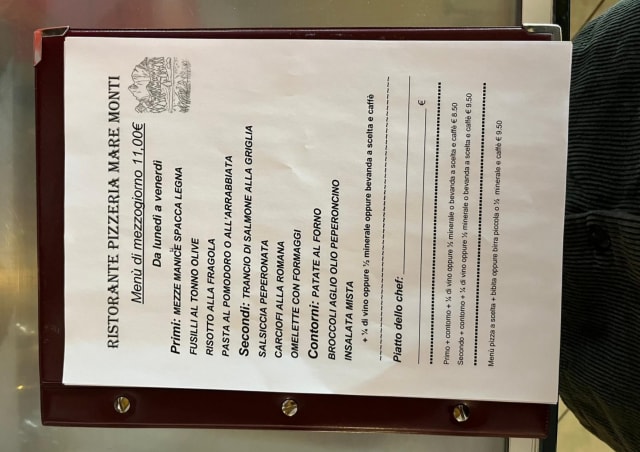 RISTORANTE PIZZERIA MARE MONTI
Menù di mezzogiorno 11.00€
Da lunedì a venerdì
Primi: MEZZE MANICE SPACCA LEGNA
FUSILLI AL TONNO OLIVE
RISOTTO ALLA FRAGOLA
PASTA AL POMODORO O ALL'ARRABBIATA
Secondi: TRANCIO DI SALMONE ALLA GRIGLIA
SALSICCIA PEPERONATA
CARCIOFI ALLA ROMANA
OMELETTE CON FORMAGGI
Contorni: PATATE AL FORNO
BROCCOLI AGLIO OLIO PEPERONCINO
INSALATA MISTA
+ ¼ di vino oppure ½ minerale oppure bevanda a scelta e caffè
Piatto dello chef:
€
Primo + contorno + ¼ di vino oppure ½ minerale o bevanda a scelta e caffè € 8.50
Secondo + contorno + ¼ di vino oppure ½ minerale o bevanda a scelta e caffè € 9.50
Menù pizza a scelta + bibita oppure birra piccola o ½ minerale e caffè € 9.50